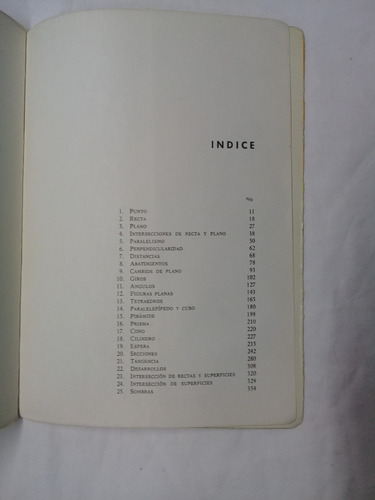 INDICE
Pág.
1. PUNTO 11
2. RECTA 18
3. PLANO 27
4. INTERSECCIONES DE RECTA Y PLANO 38
5. PARALELISMO 50
6. PERPENDICULARIDAD 62
7. DISTANCIAS 68
8. ABATIMIENTOS 78
9. CAMBIOS DE PLANO 93
10. GIROS 102
11. ANGULOS 127
12. FIGURAS PLANAS 143
13. TETRAEDROS 165
14. PARALELEPÍPEDO Y CUBO 180
15. PIRÁMIDE 198
16. PRISMA 210
17. CONO 220
18. CILINDRO 227
19. ESFERA 235
20. SECCIONES 242
21. TANGENCIA 280
22. DESARROLLOS 308
23. INTERSECCIÓN DE RECTAS Y SUPERFICIES 320
24. INTERSECCIÓN DE SUPERFICIES 329
25. SOMBRAS 354